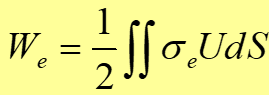 W_e = \frac{1}{2} \iint \sigma_e U dS